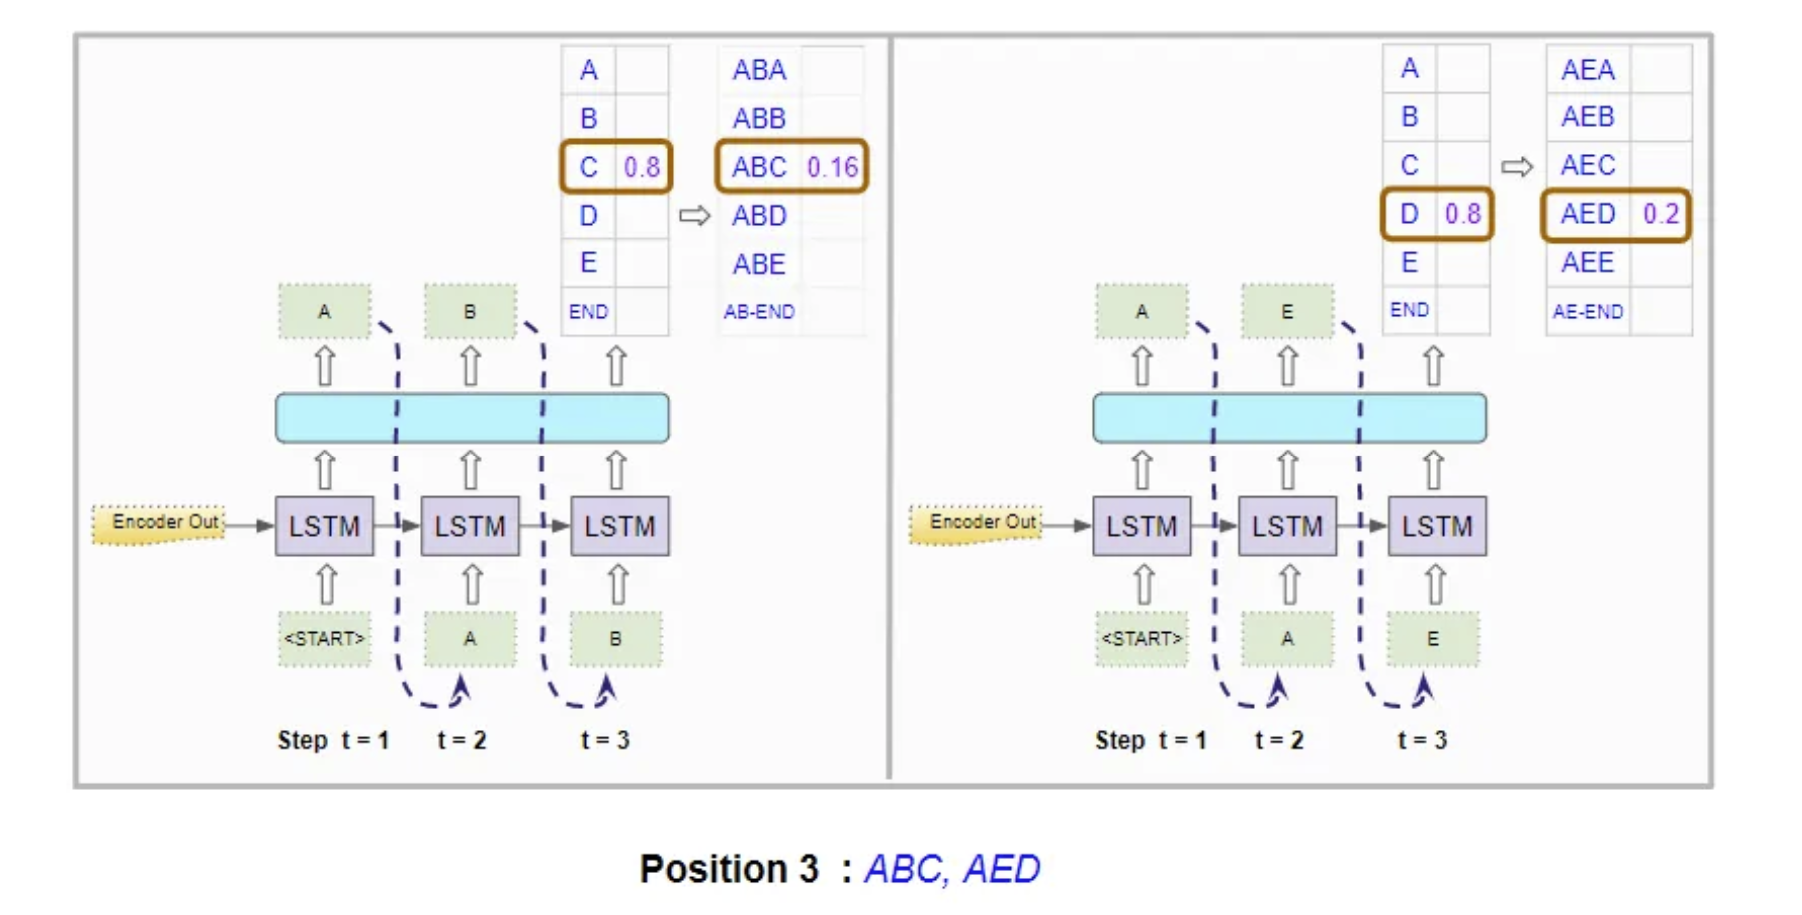 A
B
C 0.8
D
E
END
ABA
ABB
ABC 0.16
ABD
ABE
AB-END
A B
Encoder Out LSTM LSTM LSTM
<START> A B
Step t = 1 t = 2 t = 3
A
B
C
D 0.8
E
END
AEA
AEB
AEC
AED 0.2
AEE
AE-END
A E
Encoder Out LSTM LSTM LSTM
<START> A E
Step t = 1 t = 2 t = 3
Position 3 : ABC, AED